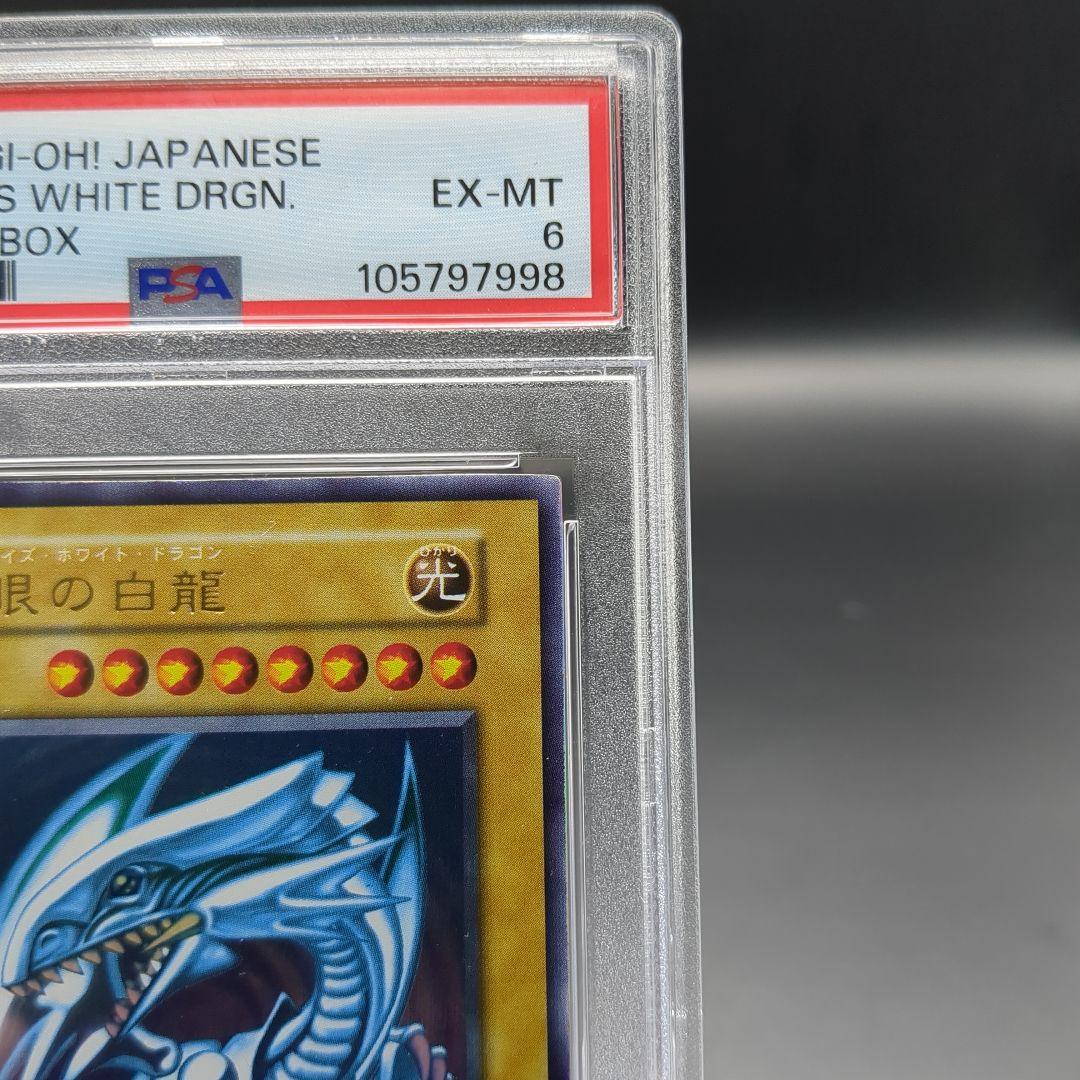 GI-OH! JAPANESE
S WHITE DRGN. EX-MT
BOX 6
PSA 105797998
イズ・ホワイト・ドラゴン
眼の白龍
ひかり
光